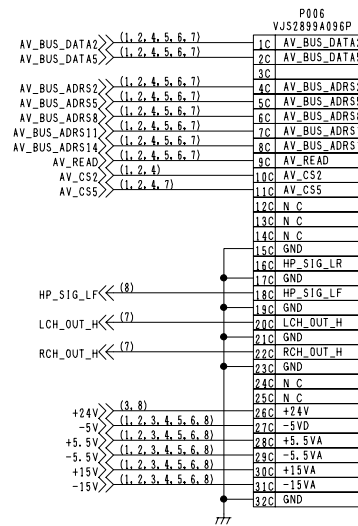 P006
VJS2899A096P
AV_BUS_DATA2 (1, 2, 4, 5, 6, 7) 1C AV_BUS_DATA2
AV_BUS_DATA5 (1, 2, 4, 5, 6, 7) 2C AV_BUS_DATA5
3C
AV_BUS_ADRS2 (1, 2, 4, 5, 6, 7) 4C AV_BUS_ADRS2
AV_BUS_ADRS5 (1, 2, 4, 5, 6, 7) 5C AV_BUS_ADRS5
AV_BUS_ADRS8 (1, 2, 4, 5, 6, 7) 6C AV_BUS_ADRS8
AV_BUS_ADRS11 (1, 2, 4, 5, 6, 7) 7C AV_BUS_ADRS1
AV_BUS_ADRS14 (1, 2, 4, 5, 6, 7) 8C AV_BUS_ADRS1
AV_READ (1, 2, 4, 5, 6, 7) 9C AV_READ
AV_CS2 (1, 2, 4) 10C AV_CS2
AV_CS5 (1, 2, 4, 7) 11C AV_CS5
12C N C
13C N C
14C N C
15C GND
16C HP_SIG_LR
17C GND
HP_SIG_LF (8) 18C HP_SIG_LF
19C GND
LCH_OUT_H (7) 20C LCH_OUT_H
21C GND
RCH_OUT_H (7) 22C RCH_OUT_H
23C GND
24C N C
25C N C
+24V (3, 8) 26C +24V
-5V (1, 2, 3, 4, 5, 6, 8) 27C -5VD
+5.5V (1, 2, 3, 4, 5, 6, 8) 28C +5.5VA
-5.5V (1, 2, 3, 4, 5, 6, 8) 29C -5.5VA
+15V (1, 2, 3, 4, 5, 6, 8) 30C +15VA
-15V (1, 2, 3, 4, 5, 6, 8) 31C -15VA
32C GND